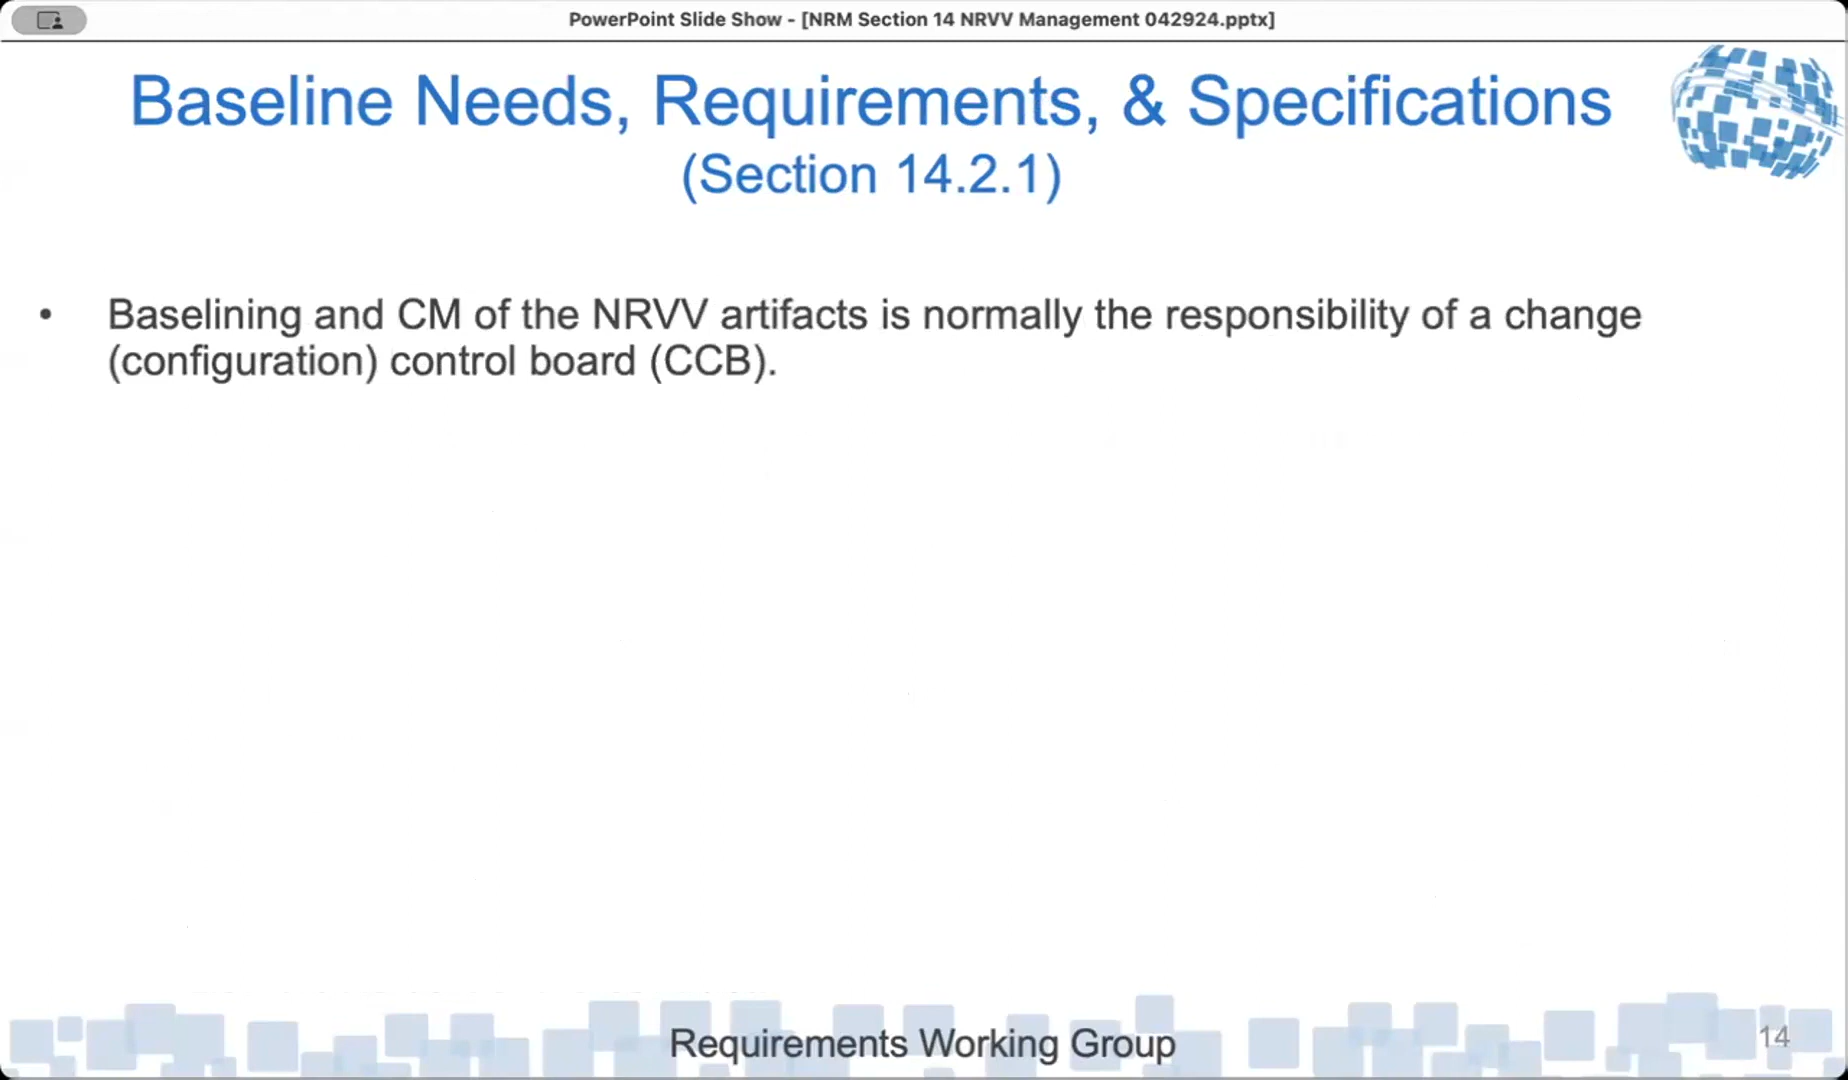 PowerPoint Slide Show - [NRM Section 14 NRVV Management 042924.pptx]
Baseline Needs, Requirements, & Specifications
(Section 14.2.1)
• Baselining and CM of the NRVV artifacts is normally the responsibility of a change
(configuration) control board (CCB).
Requirements Working Group
14